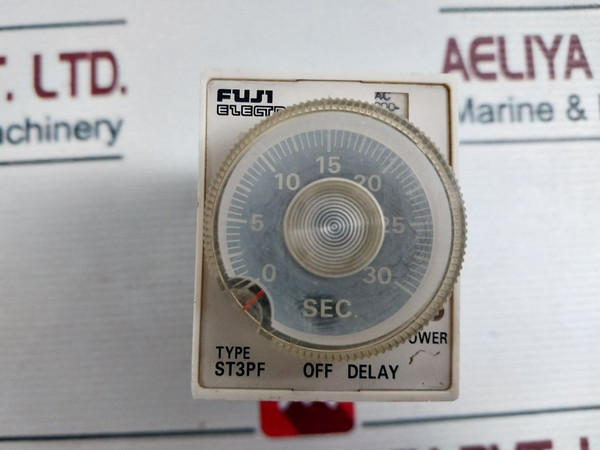 T. LTD.
AELIYA
achinery
Marine &
FUJI
AC
ELECTR
15
10
20
5
25
0
30
SEC.
OWER
TYPE
ST3PF
OFF DELAY